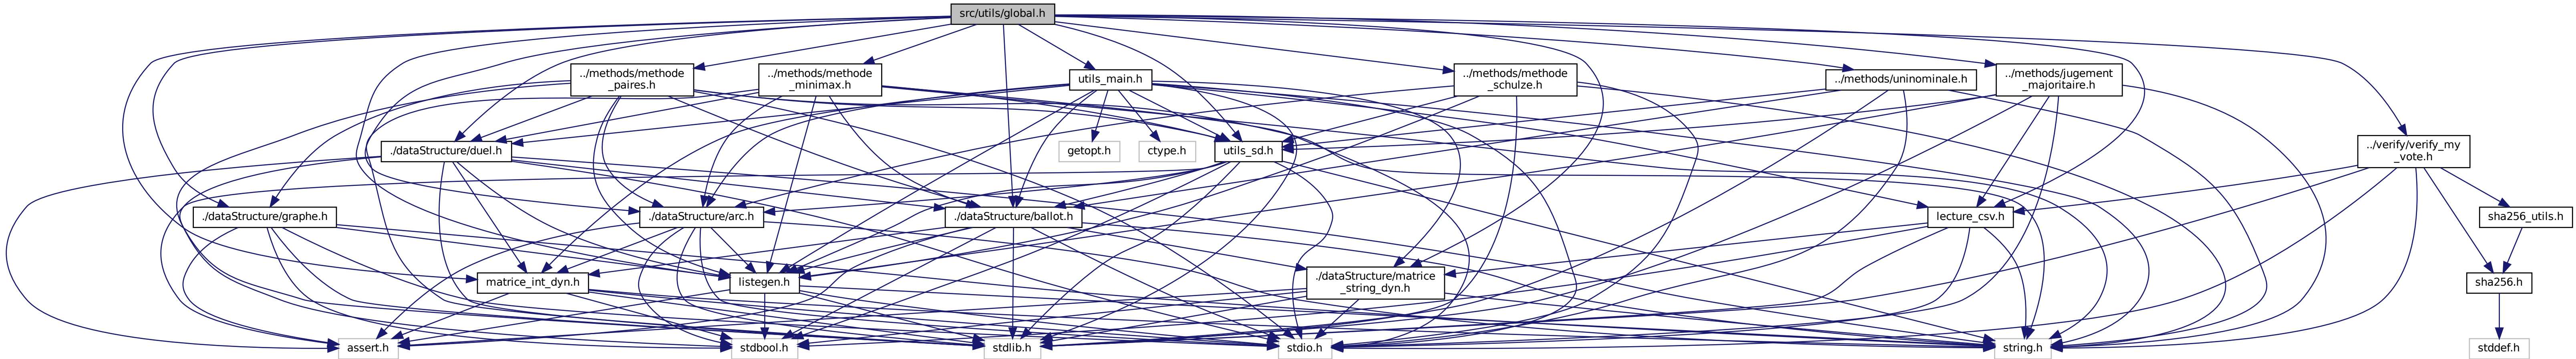 src/utils/global.h
../methods/methode
_paires.h
../methods/methode
_minimax.h
utils_main.h
../methods/methode
_schulze.h
../methods/uninominale.h
../methods/jugement
_majoritaire.h
./dataStructure/duel.h
getopt.h
ctype.h
utils_sd.h
../verify/verify_my
_vote.h
./dataStructure/graphe.h
./dataStructure/arc.h
./dataStructure/ballot.h
lecture_csv.h
sha256_utils.h
matrice_int_dyn.h
listegen.h
./dataStructure/matrice
_string_dyn.h
sha256.h
assert.h
stdbool.h
stdlib.h
stdio.h
string.h
stddef.h